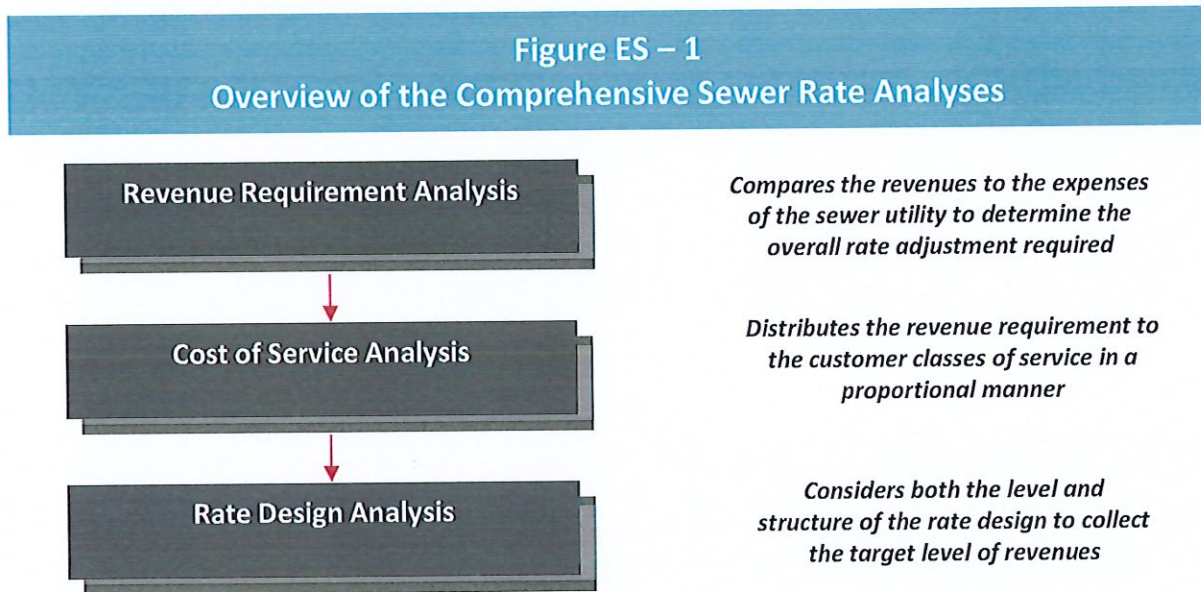 Figure ES – 1
Overview of the Comprehensive Sewer Rate Analyses
Revenue Requirement Analysis
Compares the revenues to the expenses
of the sewer utility to determine the
overall rate adjustment required
Cost of Service Analysis
Distributes the revenue requirement to
the customer classes of service in a
proportional manner
Rate Design Analysis
Considers both the level and
structure of the rate design to collect
the target level of revenues